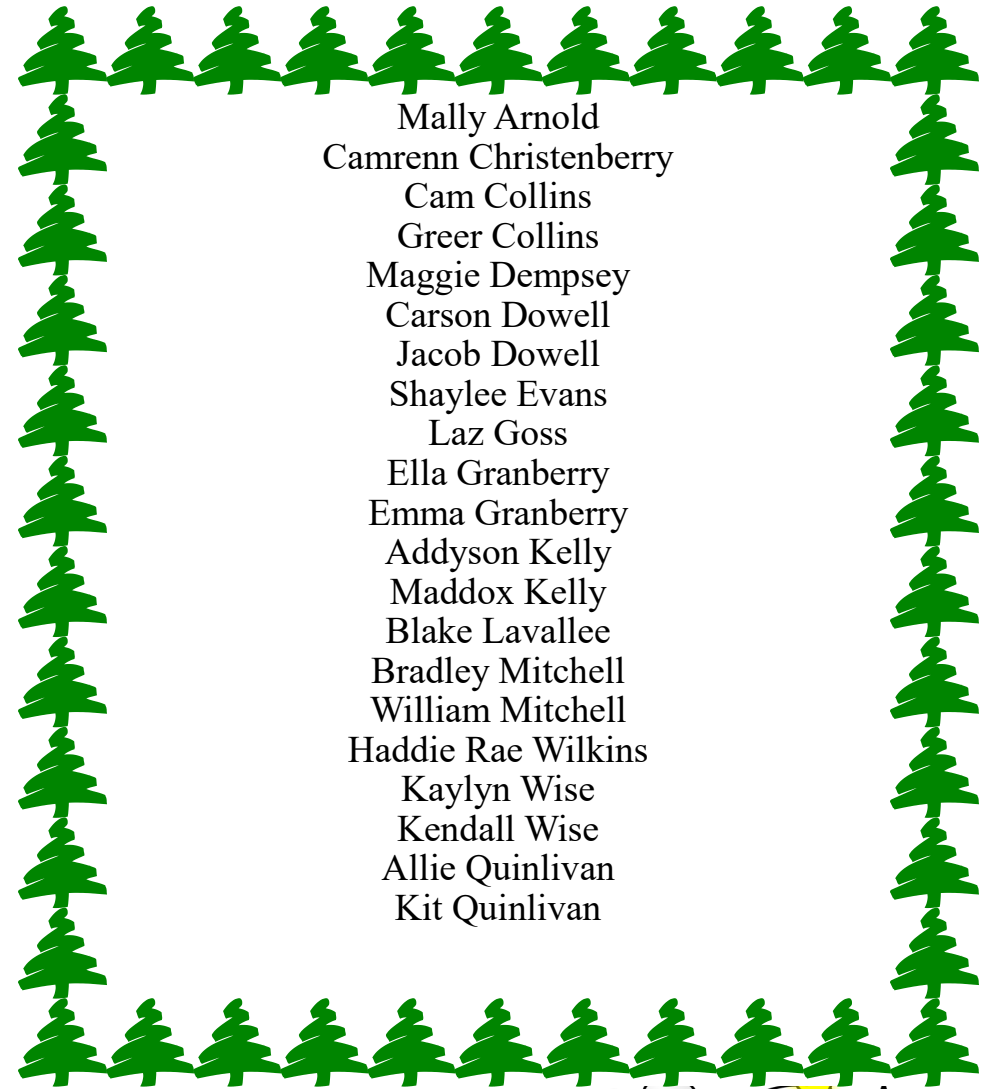 Mally Arnold
Camrenn Christenberry
Cam Collins
Greer Collins
Maggie Dempsey
Carson Dowell
Jacob Dowell
Shaylee Evans
Laz Goss
Ella Granberry
Emma Granberry
Addyson Kelly
Maddox Kelly
Blake Lavallee
Bradley Mitchell
William Mitchell
Haddie Rae Wilkins
Kaylyn Wise
Kendall Wise
Allie Quinlivan
Kit Quinlivan